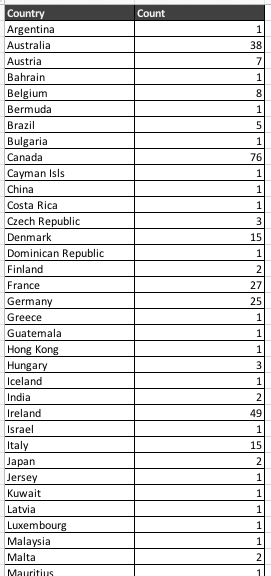 Country Count
Argentina 1
Australia 38
Austria 7
Bahrain 1
Belgium 8
Bermuda 1
Brazil 5
Bulgaria 1
Canada 76
Cayman Isls 1
China 1
Costa Rica 1
Czech Republic 3
Denmark 15
Dominican Republic 1
Finland 2
France 27
Germany 25
Greece 1
Guatemala 1
Hong Kong 1
Hungary 3
Iceland 1
India 2
Ireland 49
Israel 1
Italy 15
Japan 2
Jersey 1
Kuwait 1
Latvia 1
Luxembourg 1
Malaysia 1
Malta 2
Mauritius 1